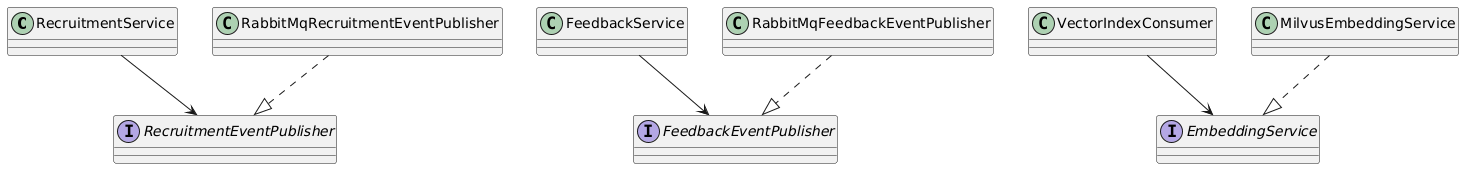 C RecruitmentService
C RabbitMqRecruitmentEventPublisher
C FeedbackService
C RabbitMqFeedbackEventPublisher
C VectorIndexConsumer
C MilvusEmbeddingService
I RecruitmentEventPublisher
I FeedbackEventPublisher
I EmbeddingService